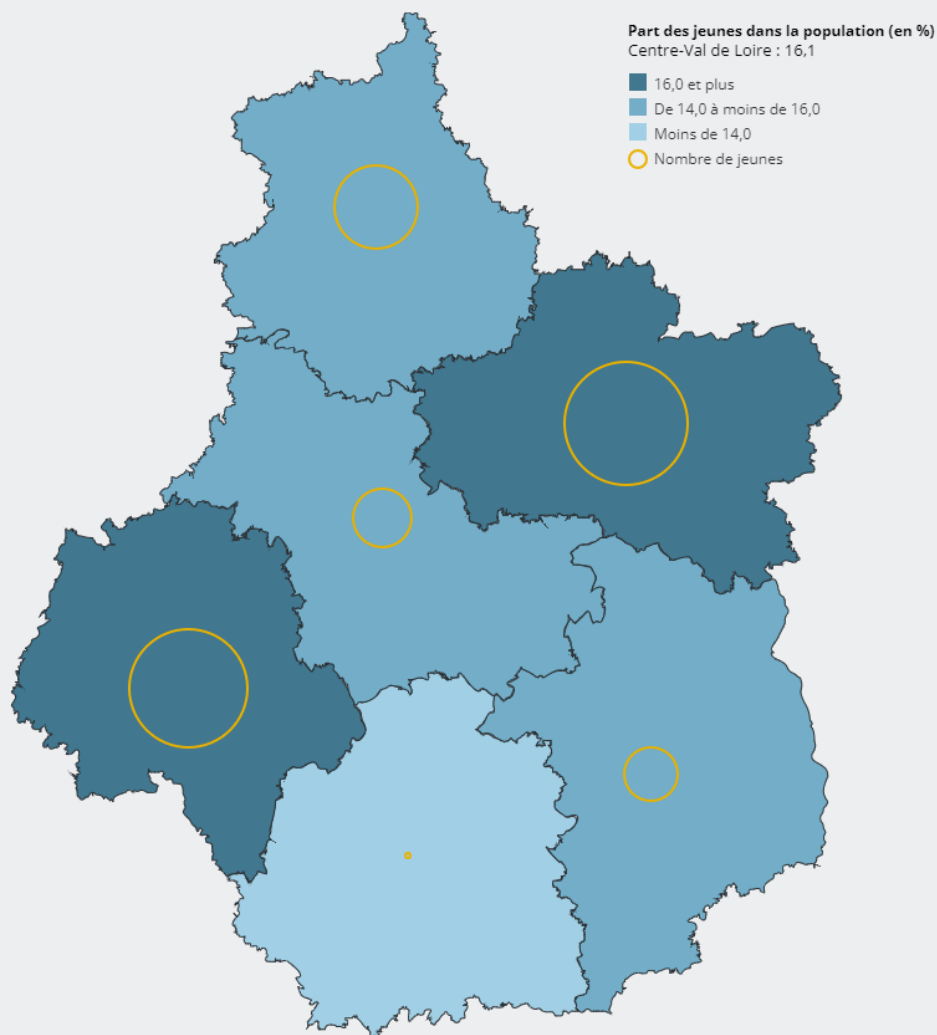 Part des jeunes dans la population (en %)
Centre-Val de Loire : 16,1
16,0 et plus
De 14,0 à moins de 16,0
Moins de 14,0
Nombre de jeunes